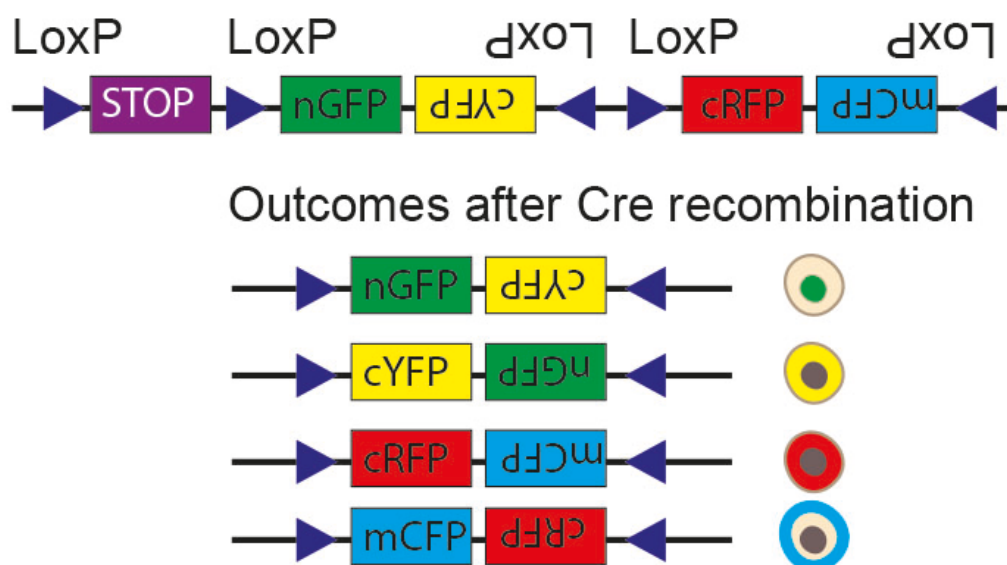 LoxP LoxP LoxP LoxP LoxP
STOP nGFP cYFP cRFP mCFP
Outcomes after Cre recombination
nGFP cYFP
cYFP nGFP
cRFP mCFP
mCFP cRFP